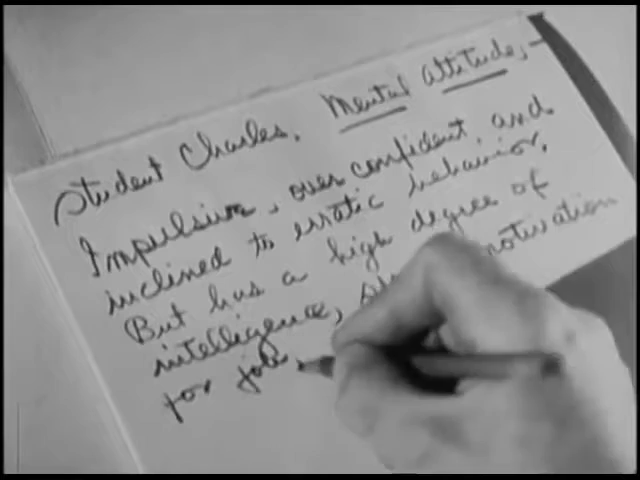 Student Charles. Mental Attitude,-
Impulsive, over confident, and
inclined to erratic behavior.
But has a high degree of
intelligence, motivation
for